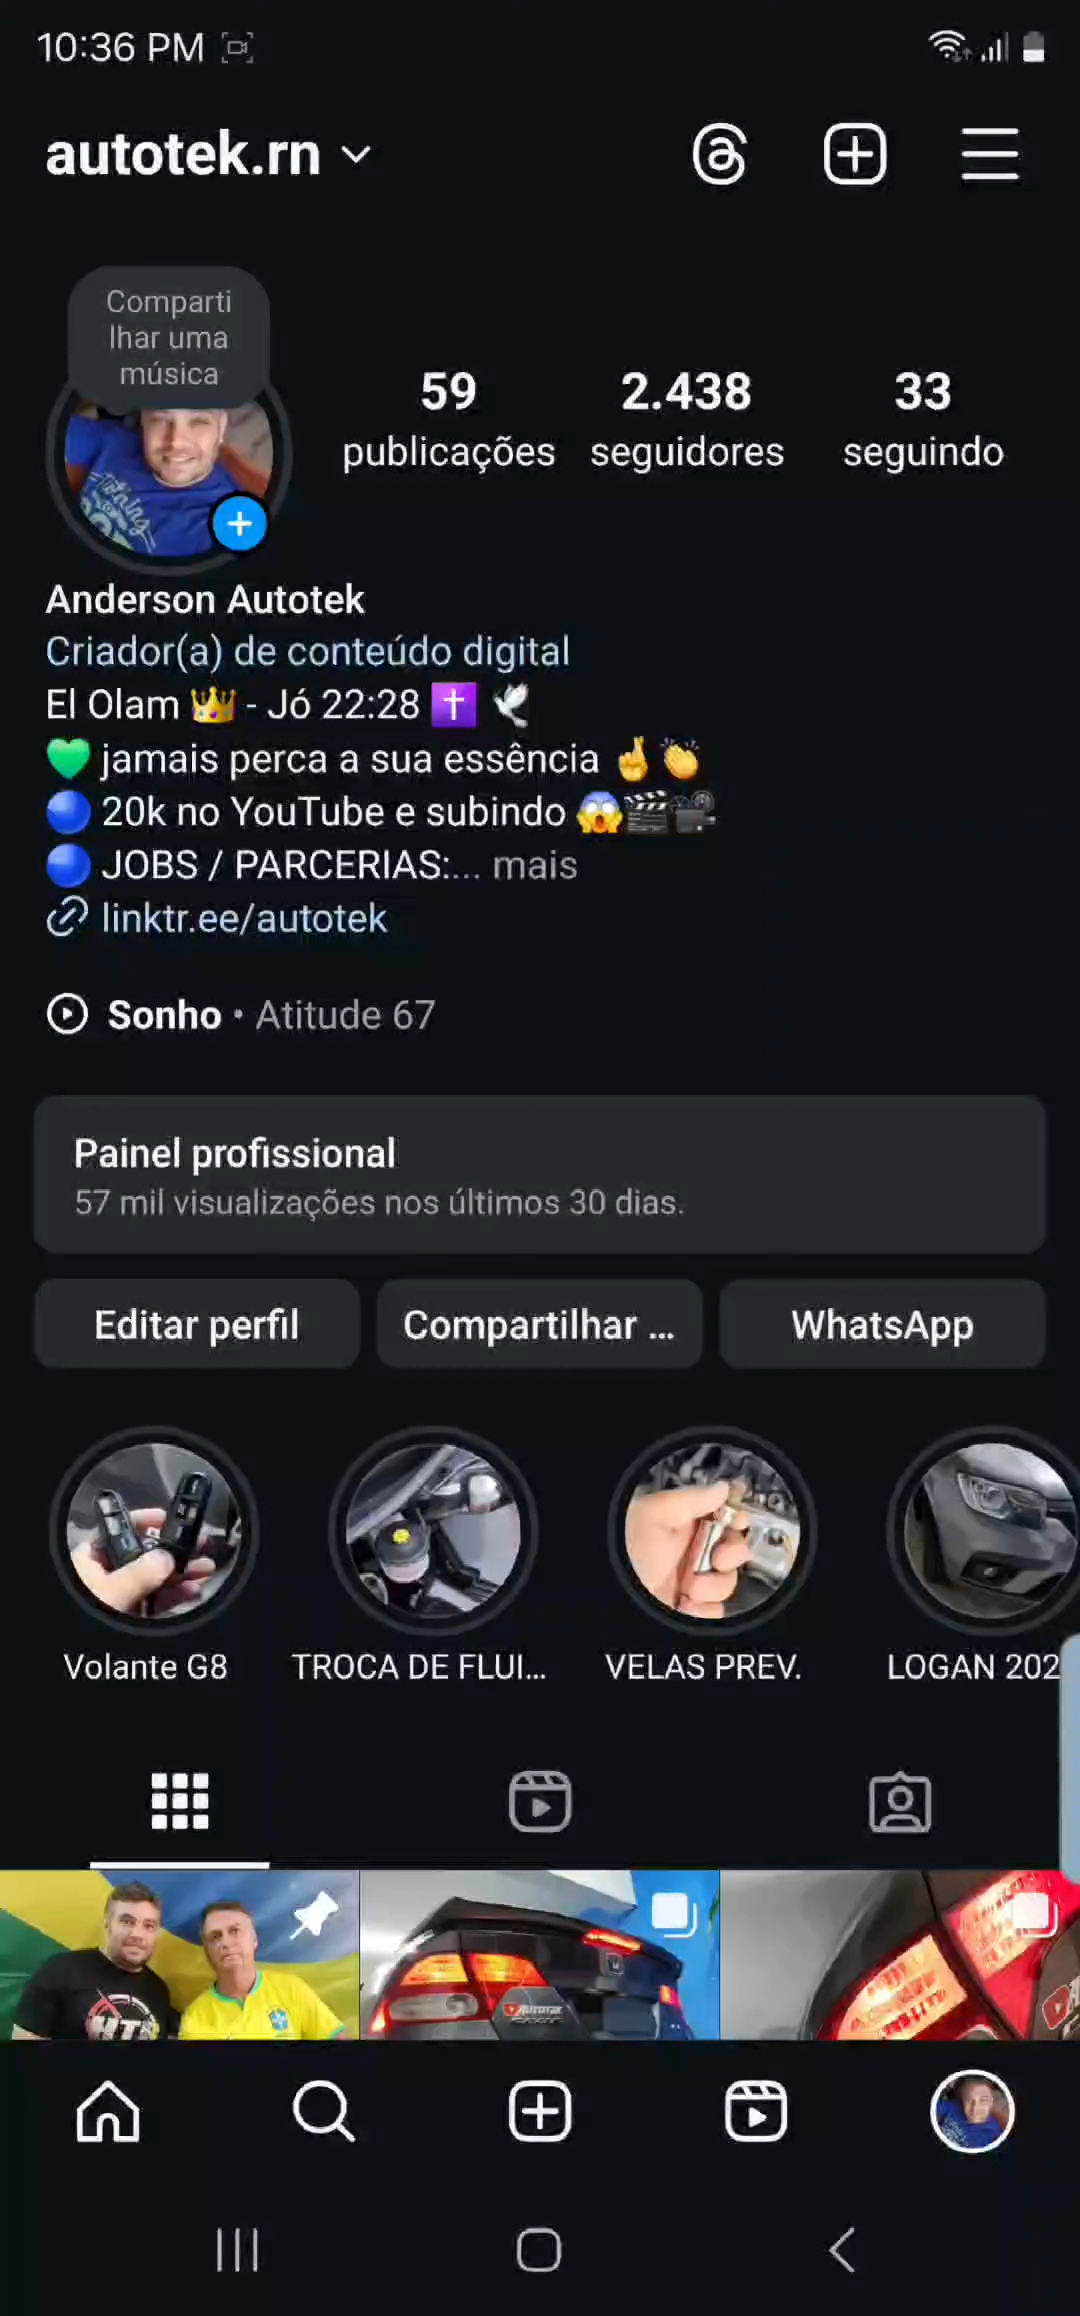 10:36 PM
autotek.rn
Comparti
lhar uma
música
59
publicações
2.438
seguidores
33
seguindo
Anderson Autotek
Criador(a) de conteúdo digital
El Olam 👑 - Jó 22:28 ✝️ 🕊️
💚 jamais perca a sua essência 🤞👏
🔵 20k no YouTube e subindo 😱🎬🎥
🔵 JOBS / PARCERIAS:... mais
linktr.ee/autotek
Sonho • Atitude 67
Painel profissional
57 mil visualizações nos últimos 30 dias.
Editar perfil
Compartilhar ...
WhatsApp
Volante G8
TROCA DE FLUI...
VELAS PREV.
LOGAN 202